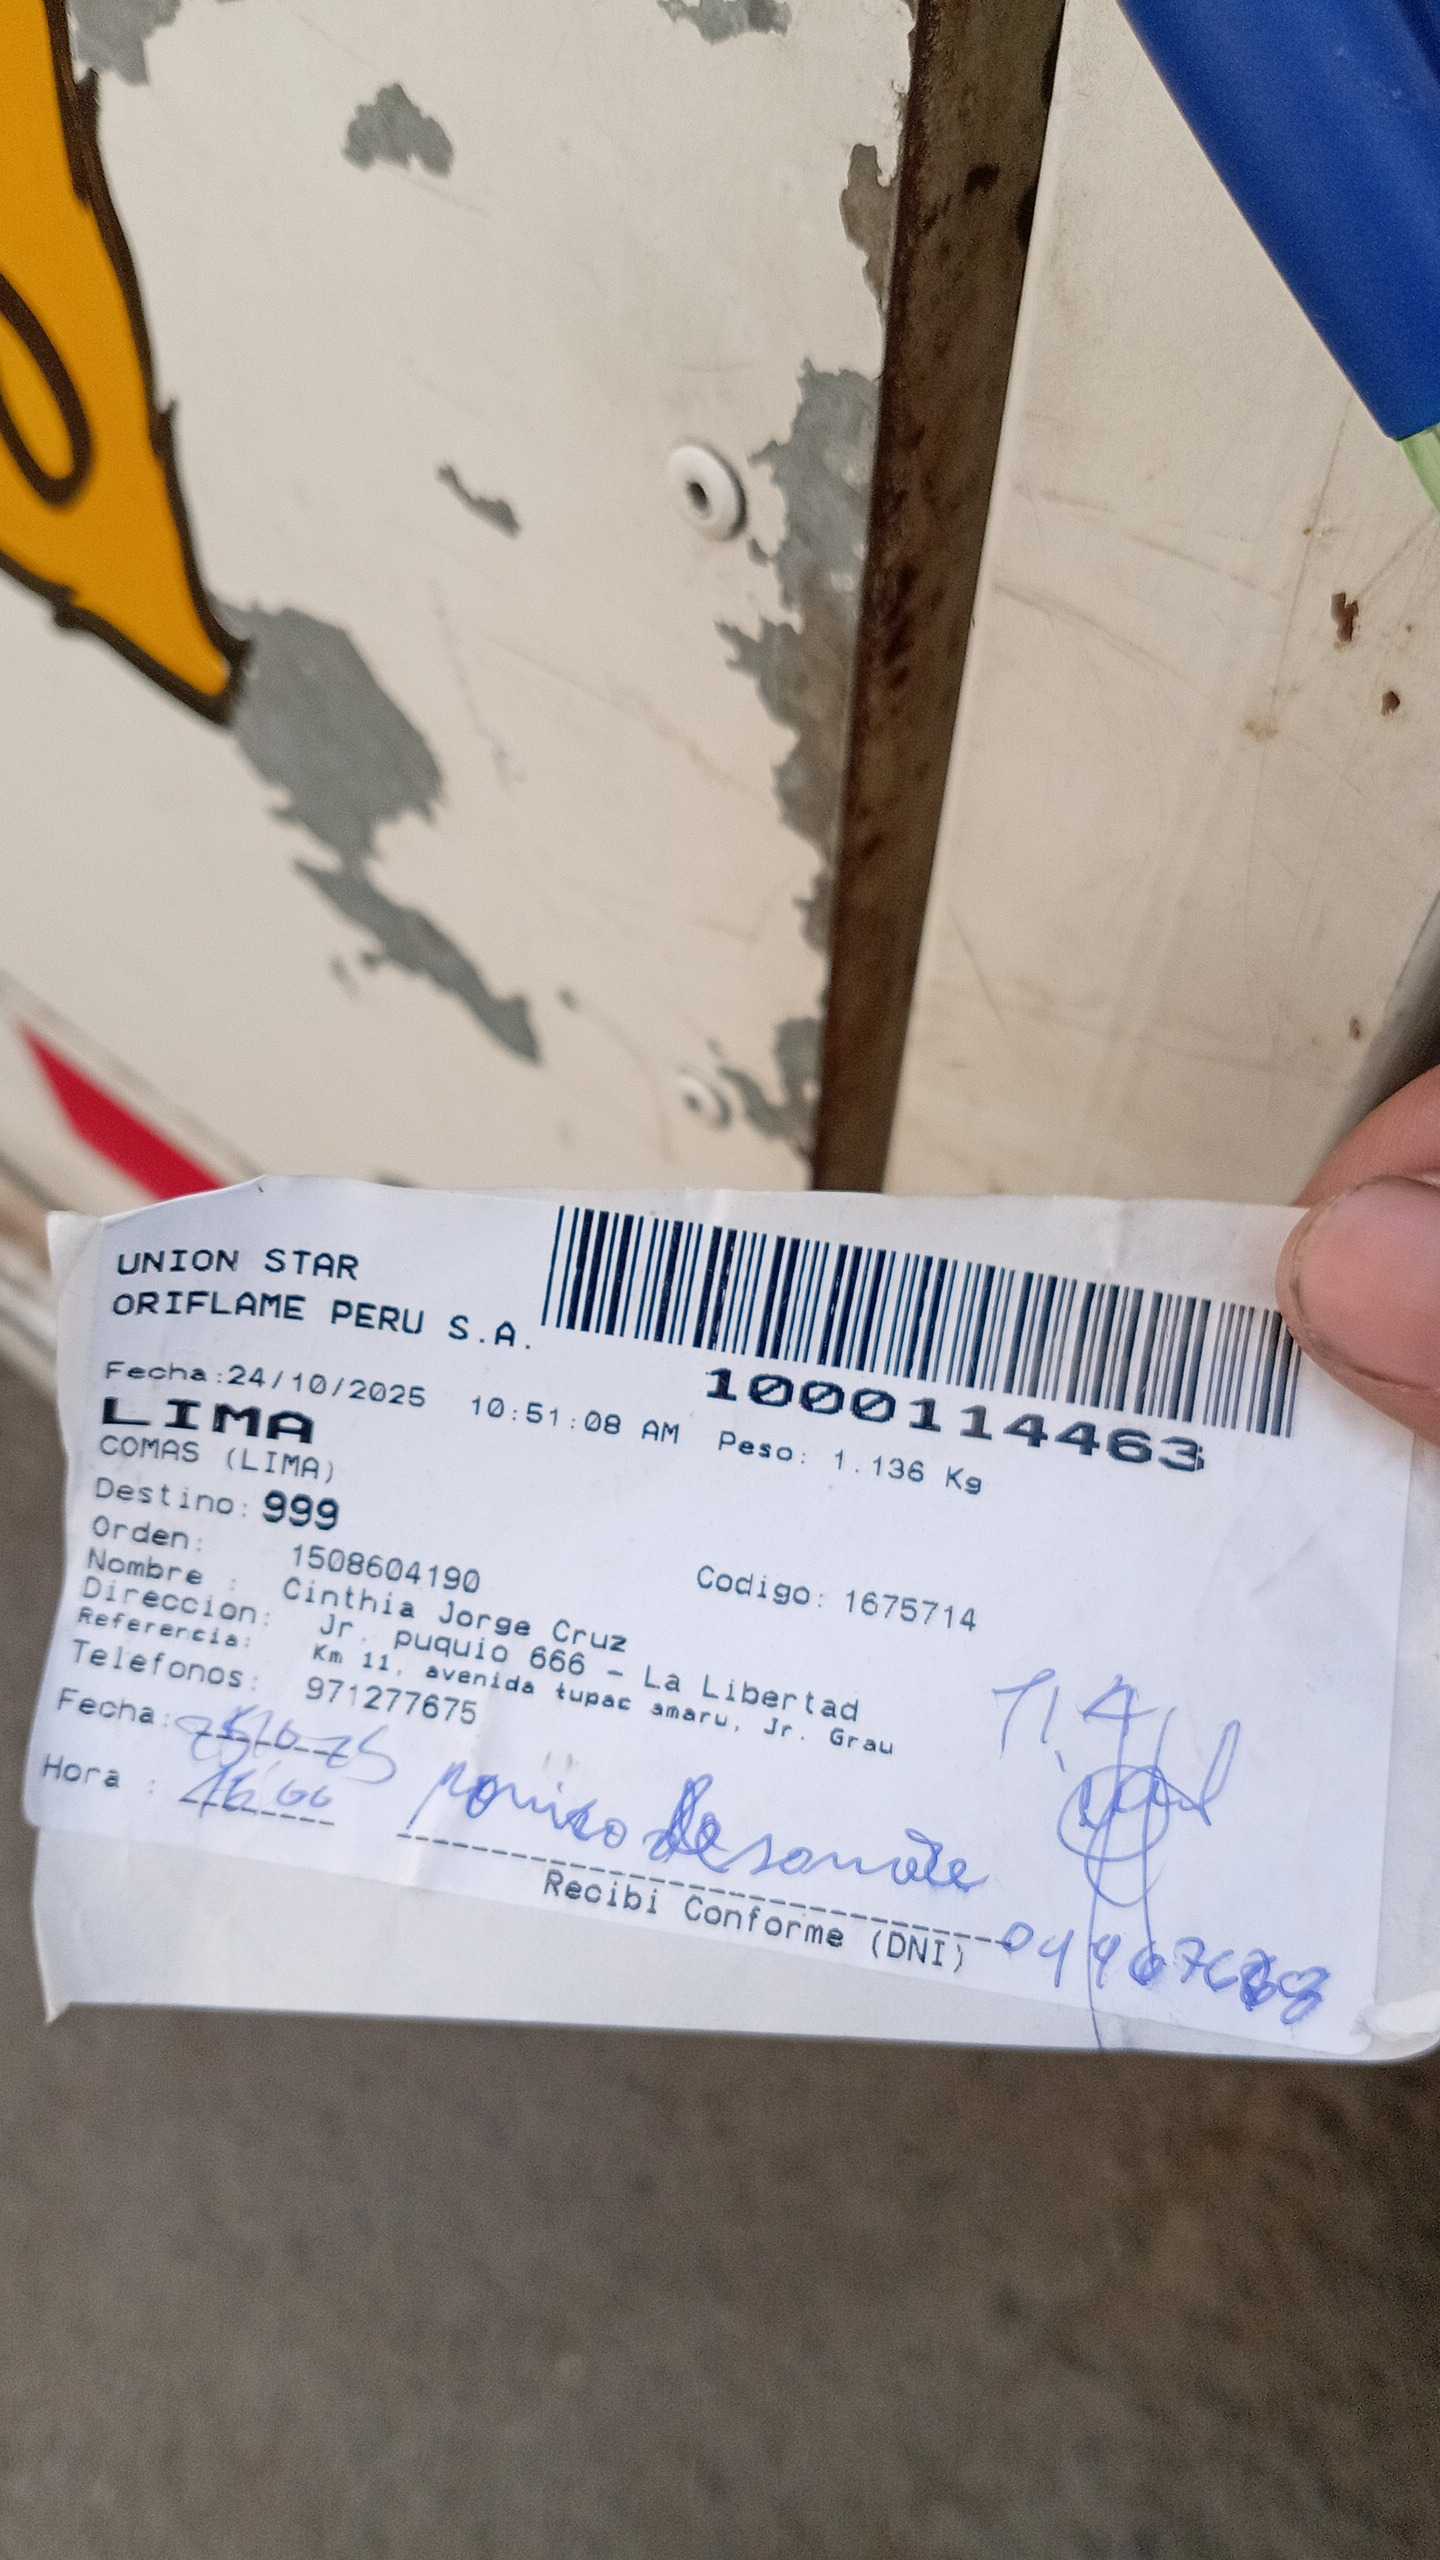 UNION STAR
ORIFLAME PERU S.A.
1000114463
Fecha:24/10/2025 10:51:08 AM Peso: 1.136 Kg
LIMA
COMAS (LIMA)
Destino: 999
Orden: 1508604190 Codigo: 1675714
Nombre : Cinthia Jorge Cruz
Direccion: Jr. puquio 666 - La Libertad
Referencia: Km 11, avenida tupac amaru, Jr. Grau
Telefonos: 971277675
Fecha:
Hora :
Recibi Conforme (DNI)